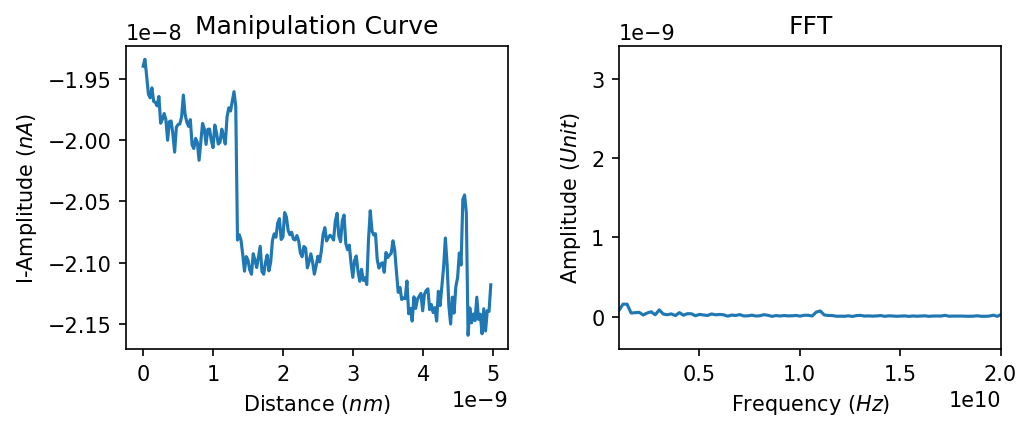 Manipulation Curve
1e−8
−1.95
−2.00
−2.05
−2.10
−2.15
I-Amplitude (nA)
0 1 2 3 4 5
1e−9
Distance (nm)
FFT
1e−9
3
2
1
0
Amplitude (Unit)
0.5 1.0 1.5 2.0
1e10
Frequency (Hz)